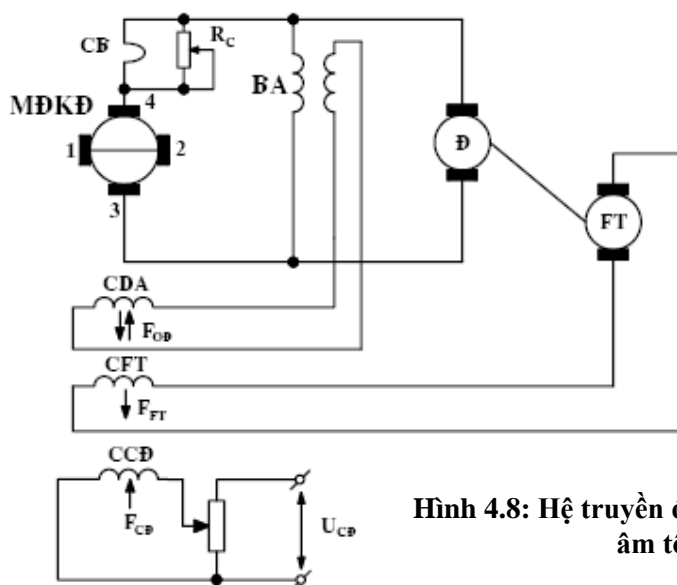 CB
R_C
BA
MĐKĐ
4
1
2
3
Đ
FT
CDA
F_OĐ
CFT
F_FT
CCĐ
F_CĐ
U_CĐ
Hình 4.8: Hệ truyền
âm